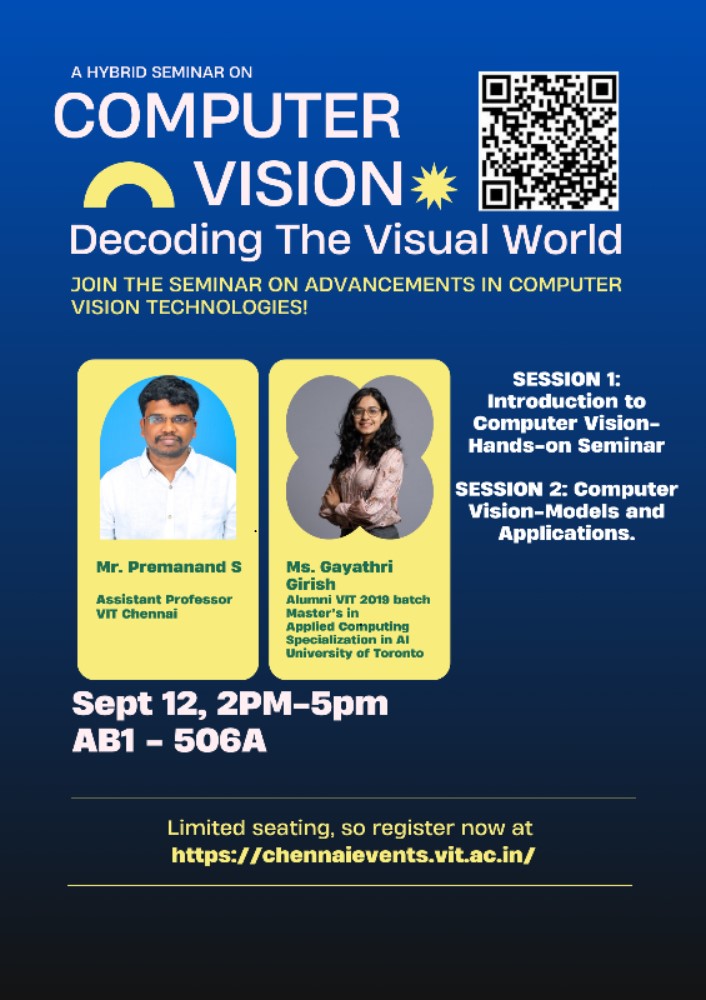 A HYBRID SEMINAR ON
COMPUTER
VISION
Decoding The Visual World
JOIN THE SEMINAR ON ADVANCEMENTS IN COMPUTER
VISION TECHNOLOGIES!
Mr. Premanand S
Assistant Professor
VIT Chennai
Ms. Gayathri
Girish
Alumni VIT 2019 batch
Master's in
Applied Computing
Specialization in AI
University of Toronto
SESSION 1:
Introduction to
Computer Vision-
Hands-on Seminar
SESSION 2: Computer
Vision-Models and
Applications.
Sept 12, 2PM-5pm
AB1 - 506A
Limited seating, so register now at
https://chennaievents.vit.ac.in/